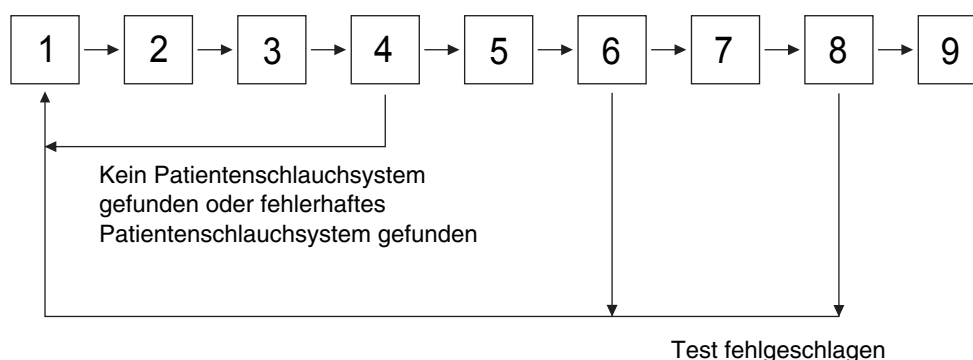 1 2 3 4 5 6 7 8 9
Kein Patientenschlauchsystem
gefunden oder fehlerhaftes
Patientenschlauchsystem gefunden
Test fehlgeschlagen